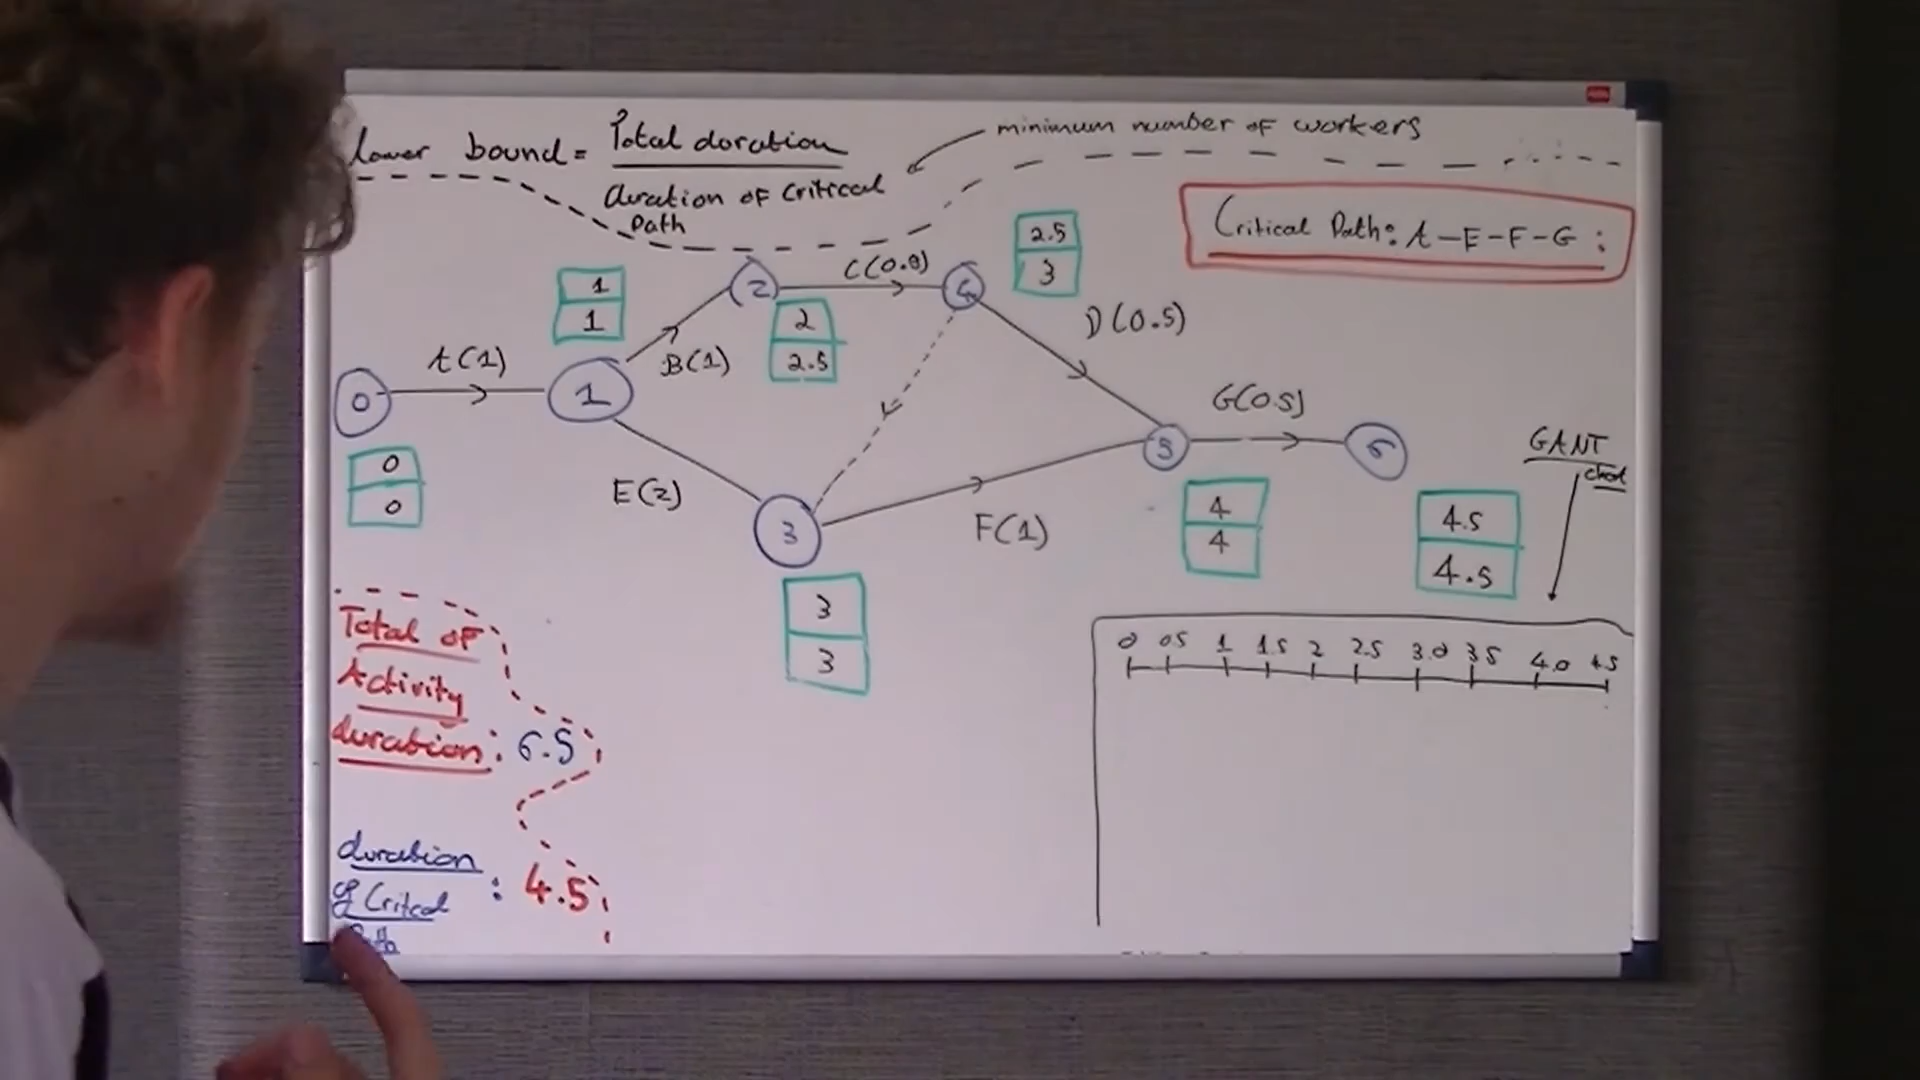 lower bound = Total doration
duration of Critical
Path
minimum number of workers
Critical Path: A-E-F-G :
1
1
2
C(0.8)
4
2.5
3
D(0.5)
2
2.5
B(1)
A(1)
0
0
0
1
E(2)
3
3
3
F(1)
5
4
4
G(0.5)
6
4.5
4.5
GANT
chart
0 0.5 1 1.5 2 2.5 3.0 3.5 4.0 4.5
Total of
Activity
duration: 6.5
duration
of Critcal : 4.5
Path